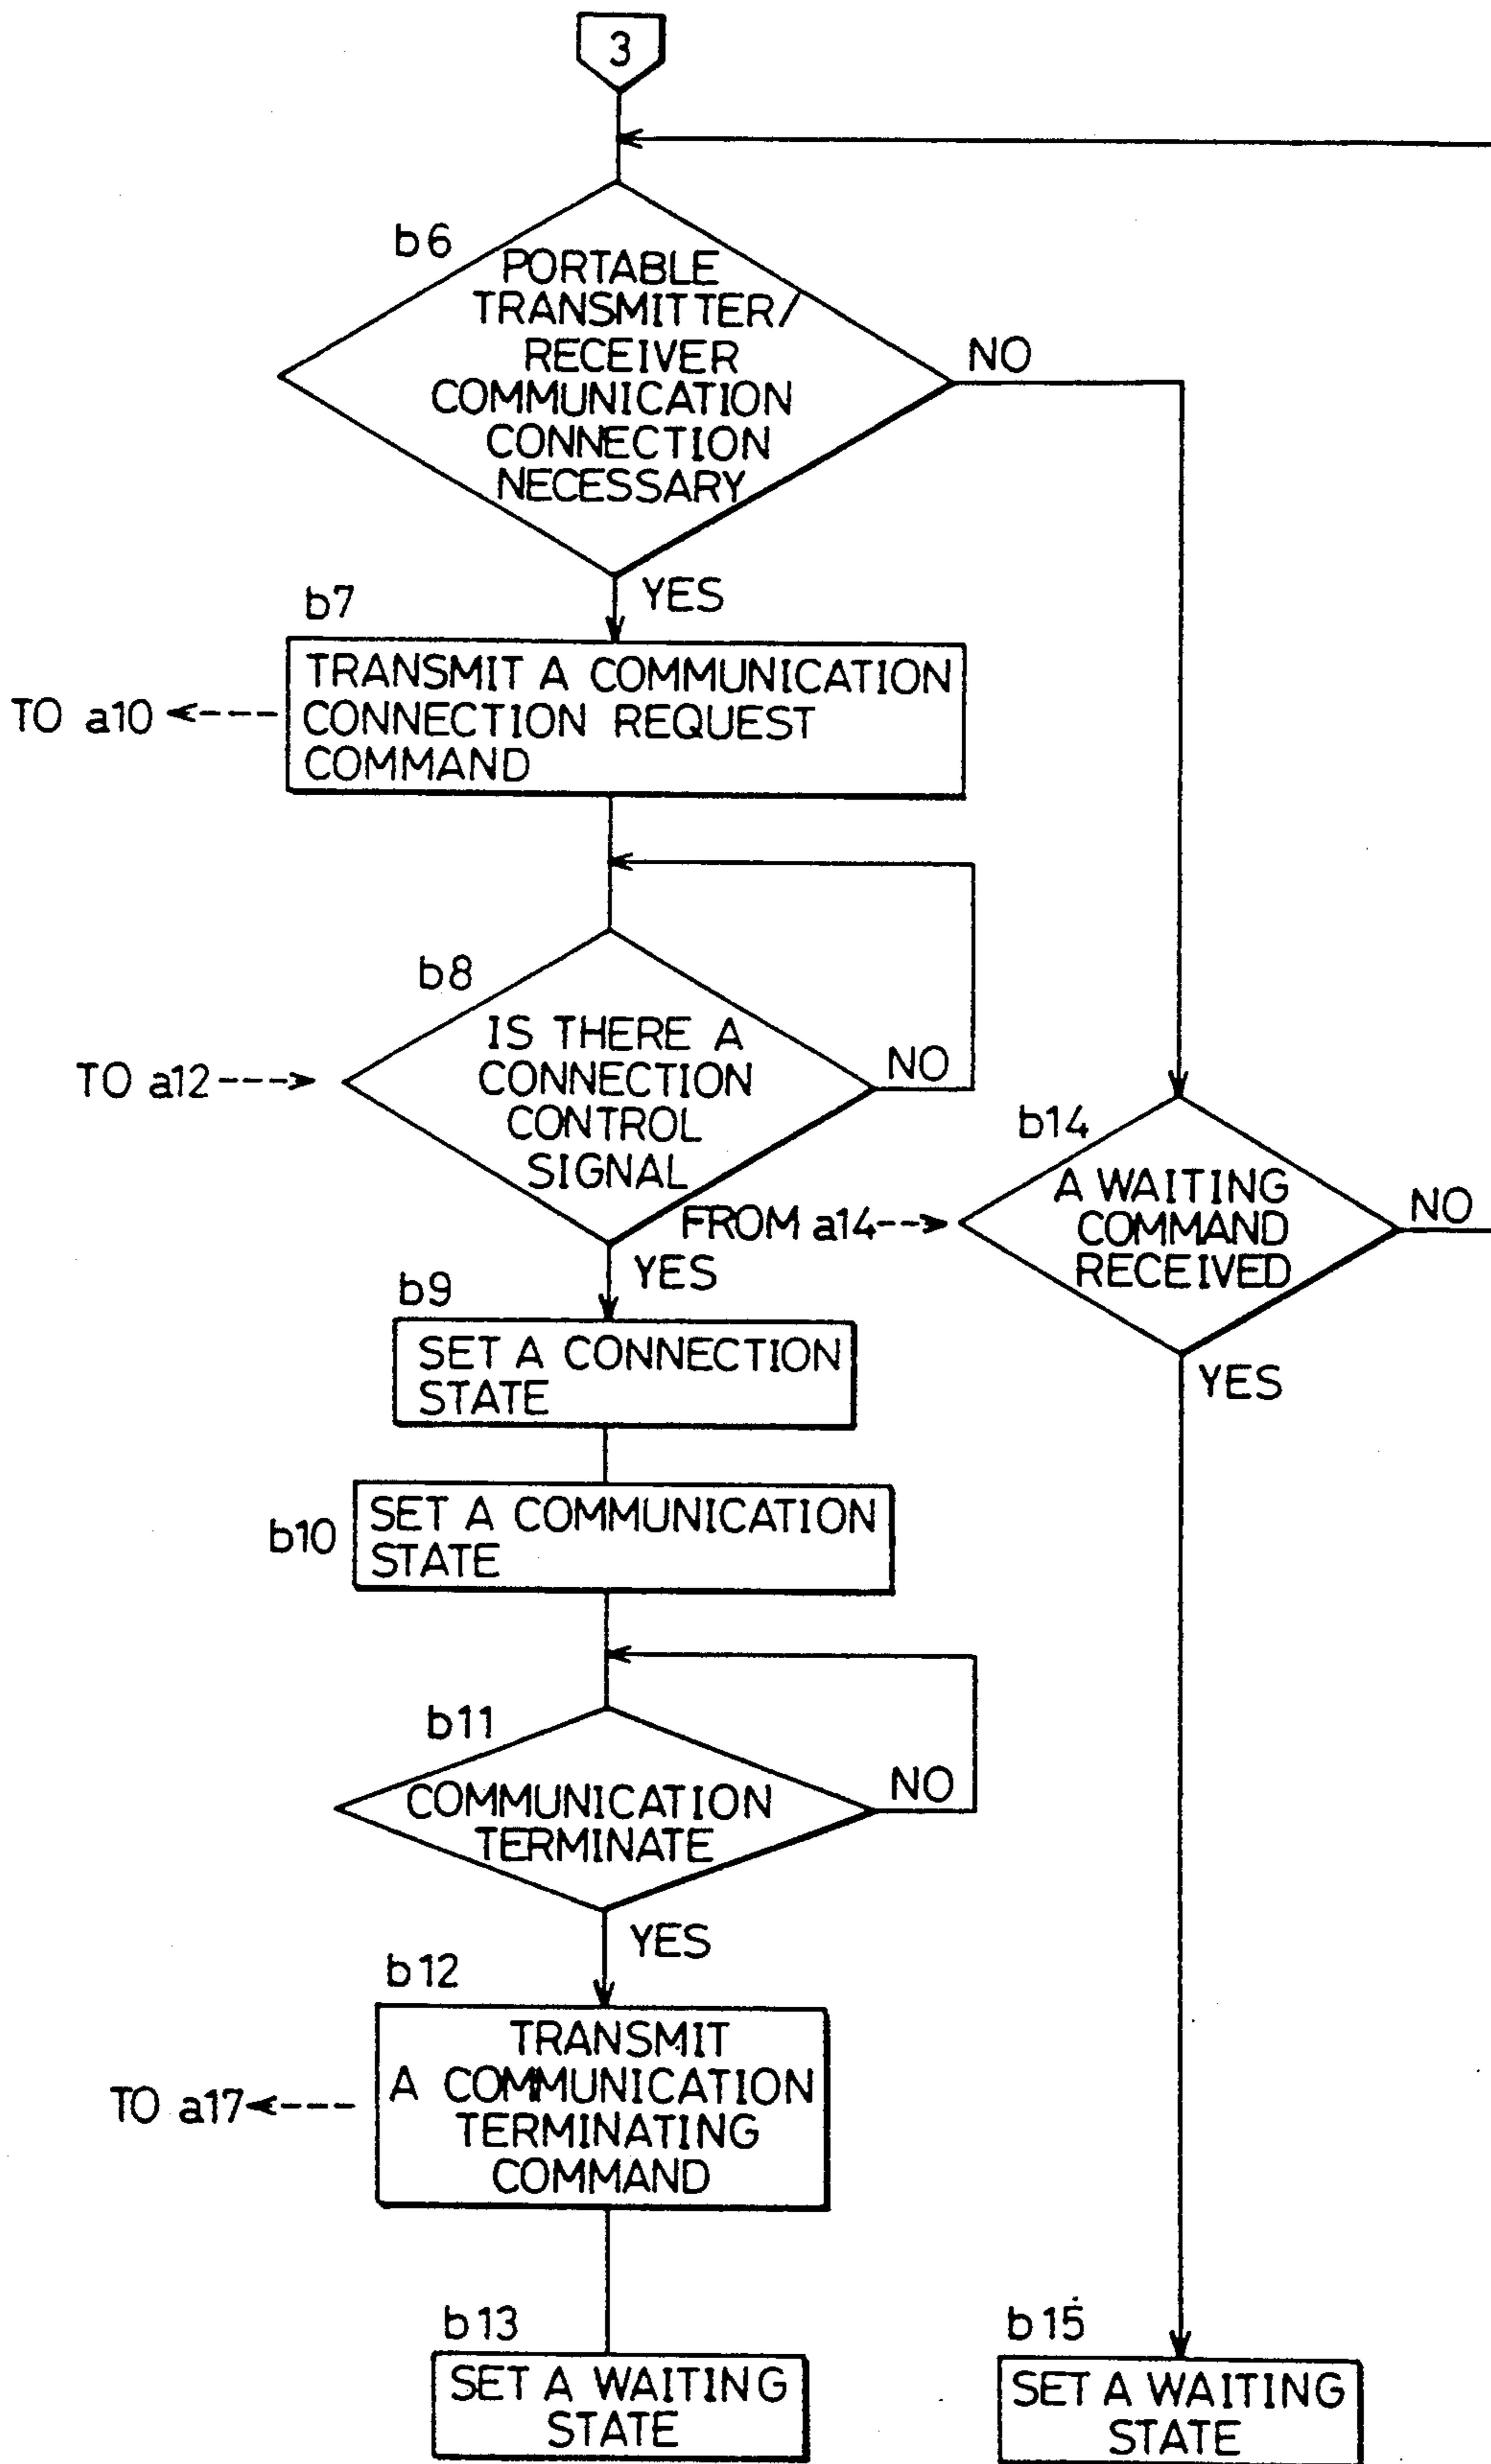 3
b6
PORTABLE
TRANSMITTER/
RECEIVER
COMMUNICATION
CONNECTION
NECESSARY
NO
YES
b7
TRANSMIT A COMMUNICATION
CONNECTION REQUEST
COMMAND
TO a10
b8
IS THERE A
CONNECTION
CONTROL
SIGNAL
NO
TO a12
YES
b14
A WAITING
COMMAND
RECEIVED
NO
FROM a14
YES
b9
SET A CONNECTION
STATE
b10
SET A COMMUNICATION
STATE
b11
COMMUNICATION
TERMINATE
NO
YES
b12
TRANSMIT
A COMMUNICATION
TERMINATING
COMMAND
TO a17
b13
SET A WAITING
STATE
b15
SET A WAITING
STATE